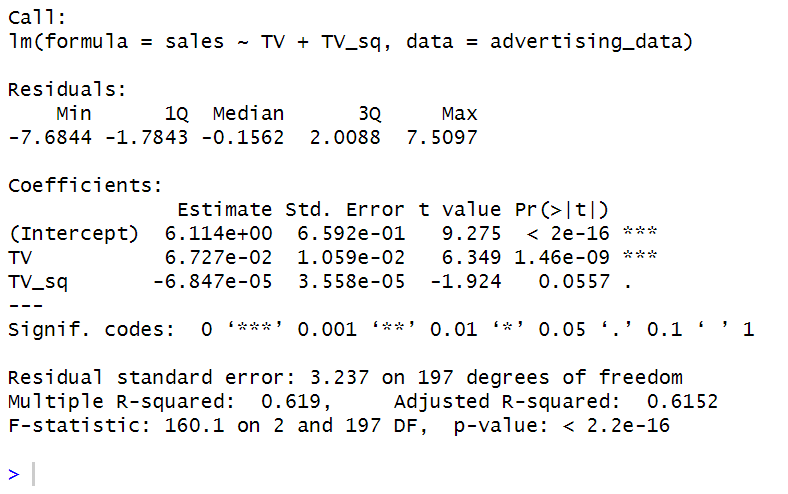 Call:
lm(formula = sales ~ TV + TV_sq, data = advertising_data)
Residuals:
    Min      1Q  Median      3Q     Max
-7.6844 -1.7843 -0.1562  2.0088  7.5097
Coefficients:
              Estimate Std. Error t value Pr(>|t|)
(Intercept)  6.114e+00  6.592e-01   9.275  < 2e-16 ***
TV           6.727e-02  1.059e-02   6.349 1.46e-09 ***
TV_sq       -6.847e-05  3.558e-05  -1.924   0.0557 .
---
Signif. codes:  0 ‘***’ 0.001 ‘**’ 0.01 ‘*’ 0.05 ‘.’ 0.1 ‘ ’ 1
Residual standard error: 3.237 on 197 degrees of freedom
Multiple R-squared:  0.619,     Adjusted R-squared:  0.6152
F-statistic: 160.1 on 2 and 197 DF,  p-value: < 2.2e-16
>